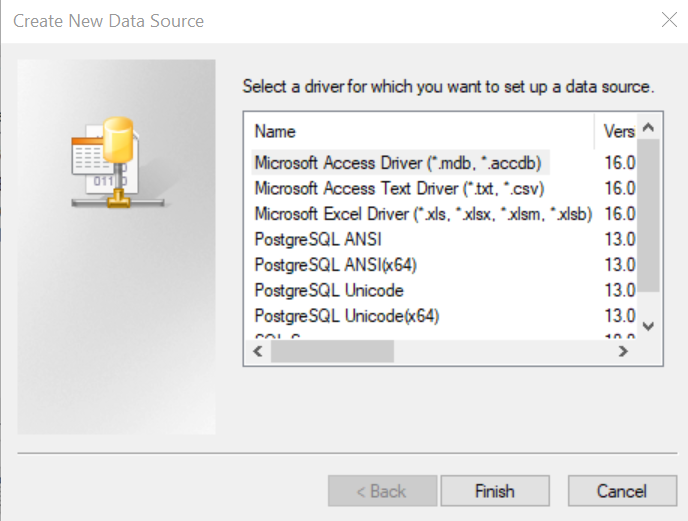 Create New Data Source
Select a driver for which you want to set up a data source.
Name Vers
Microsoft Access Driver (*.mdb, *.accdb) 16.0
Microsoft Access Text Driver (*.txt, *.csv) 16.0
Microsoft Excel Driver (*.xls, *.xlsx, *.xlsm, *.xlsb) 16.0
PostgreSQL ANSI 13.0
PostgreSQL ANSI(x64) 13.0
PostgreSQL Unicode 13.0
PostgreSQL Unicode(x64) 13.0
< Back Finish Cancel